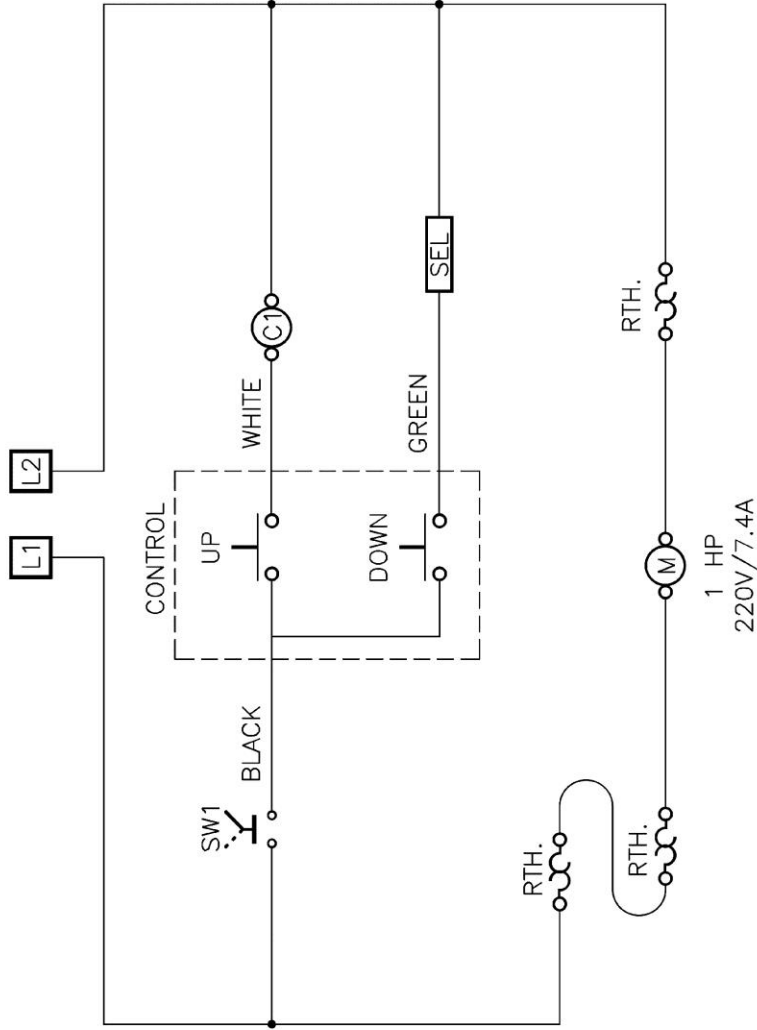 L1
L2
CONTROL
SW1
BLACK
UP
WHITE
C1
DOWN
GREEN
SEL
RTH.
RTH.
M
1 HP
220V/7.4A
RTH.